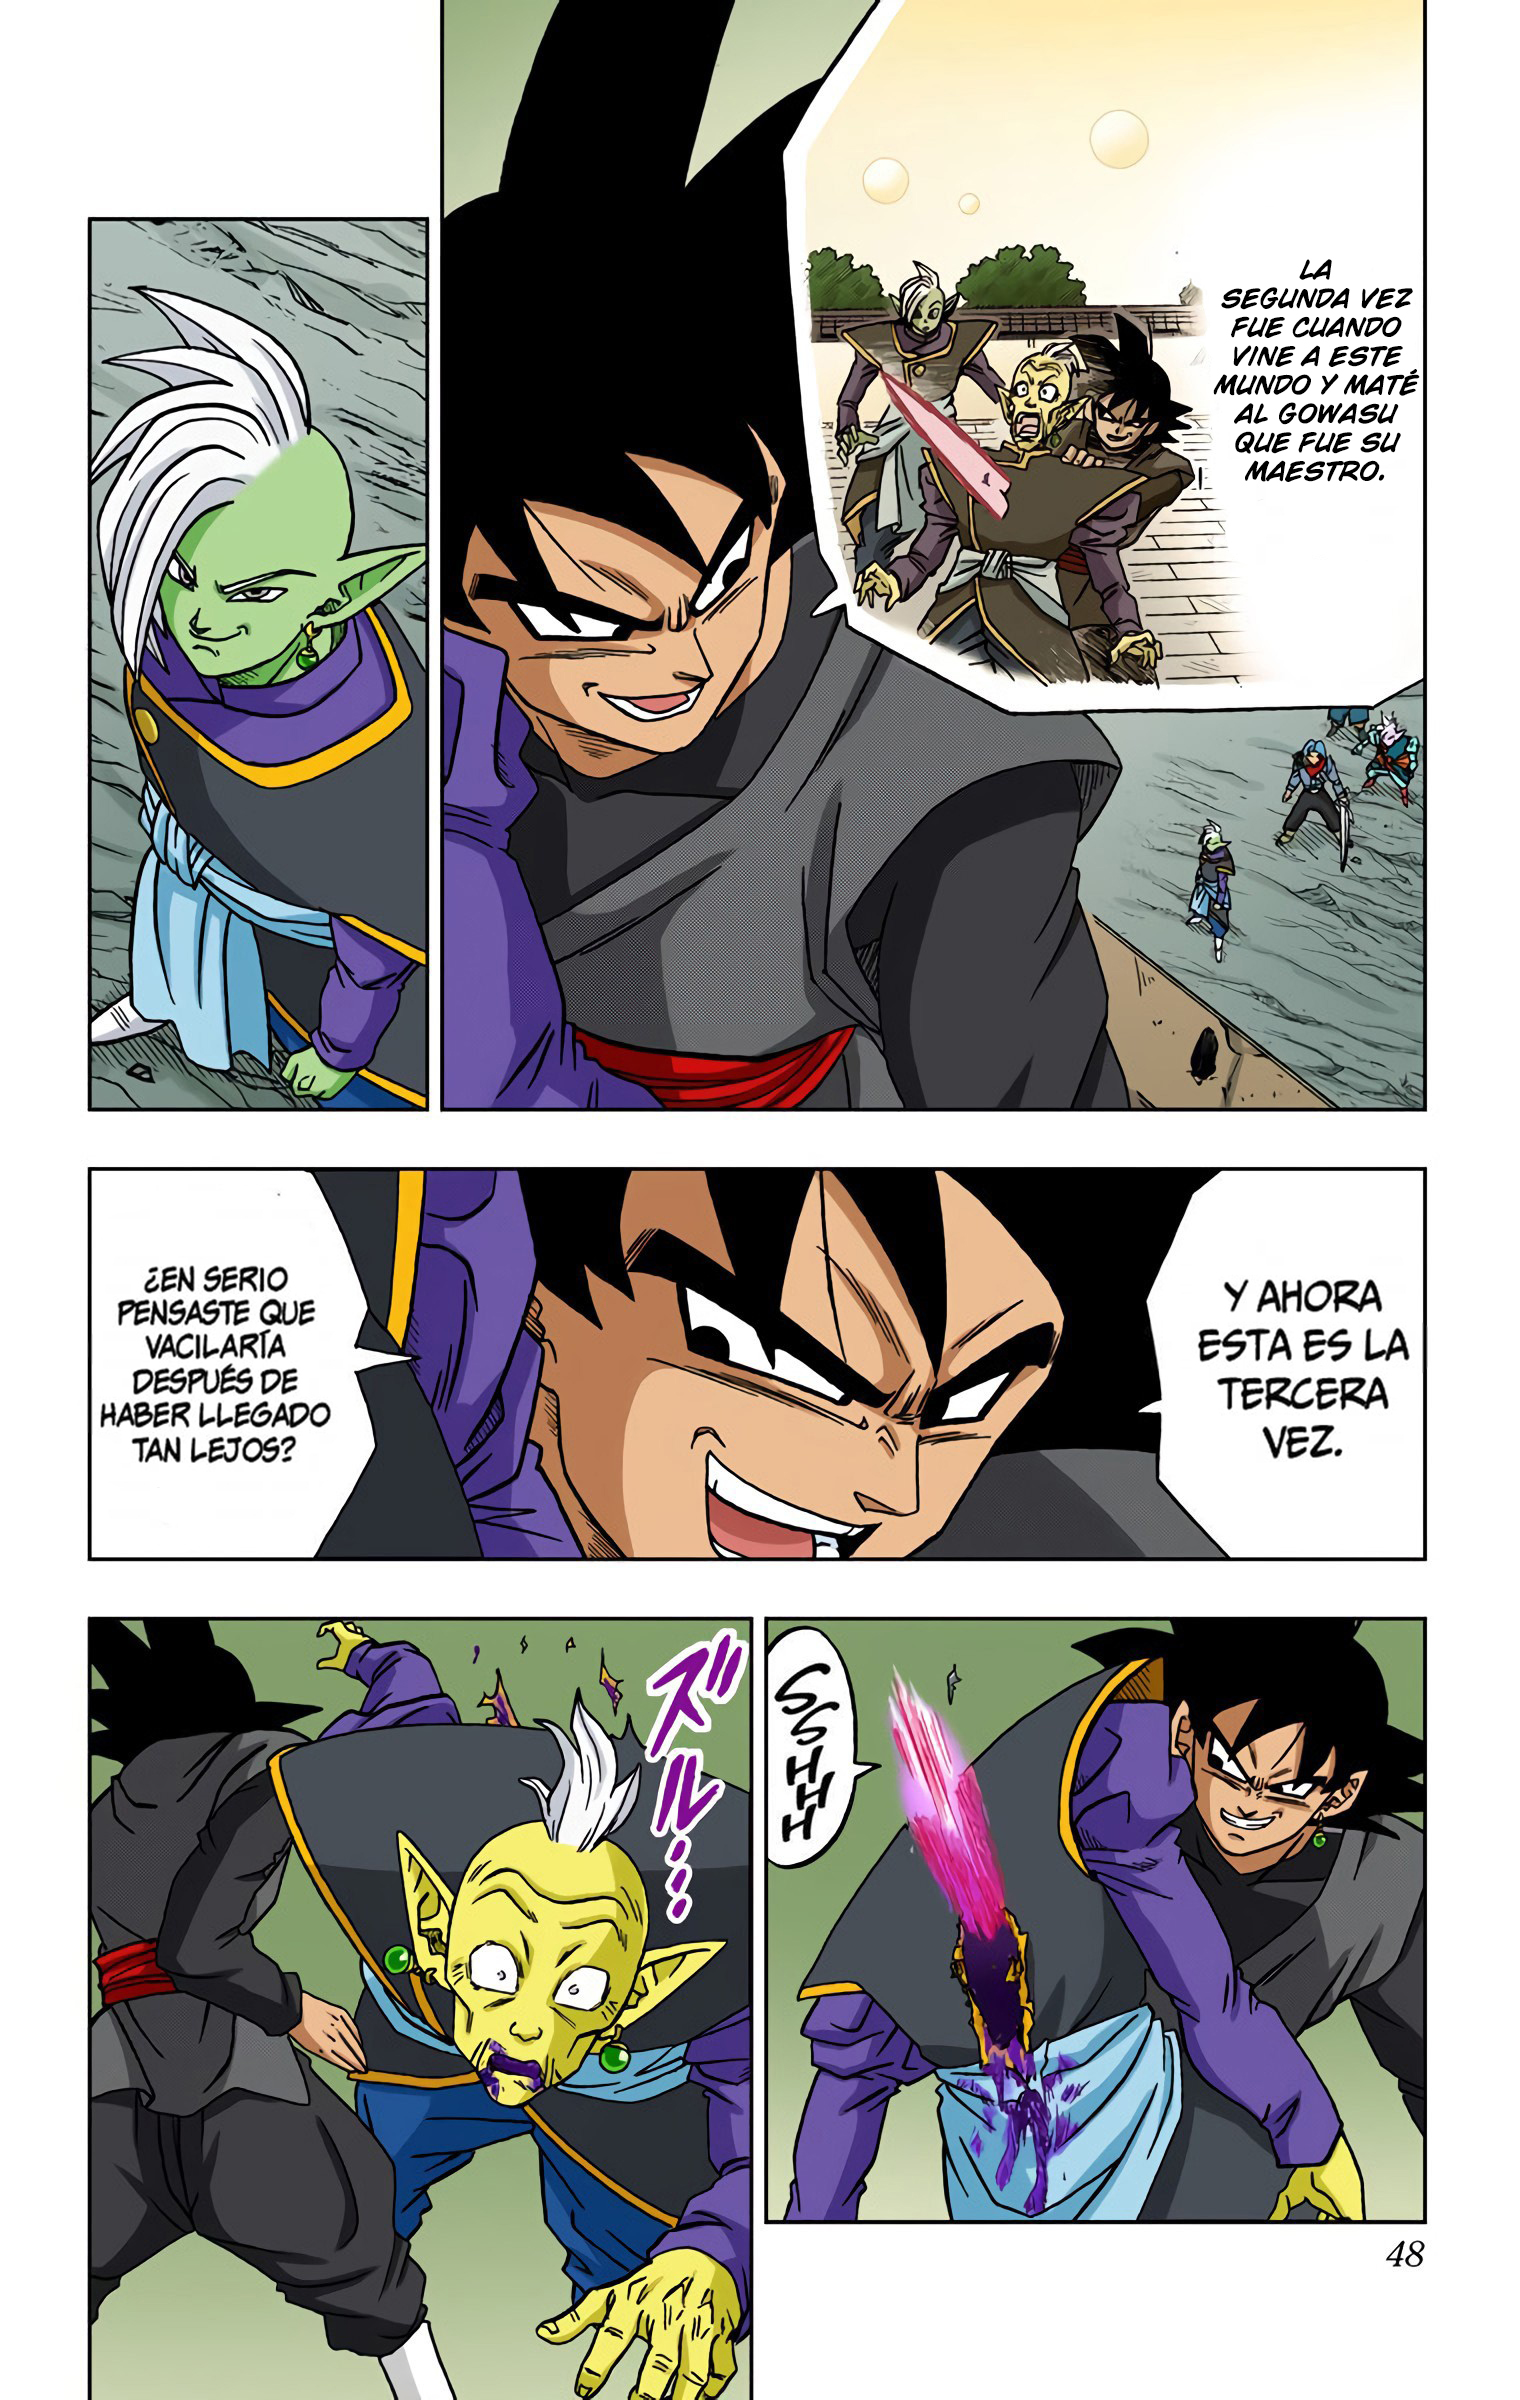 LA
SEGUNDA VEZ
FUE CUANDO
VINE A ESTE
MUNDO Y MATÉ
AL GOWASU
QUE FUE SU
MAESTRO.
Y AHORA
ESTA ES LA
TERCERA
VEZ.
¿EN SERIO
PENSASTE QUE
VACILARÍA
DESPUÉS DE
HABER LLEGADO
TAN LEJOS?
SSHHH
ズル…
48